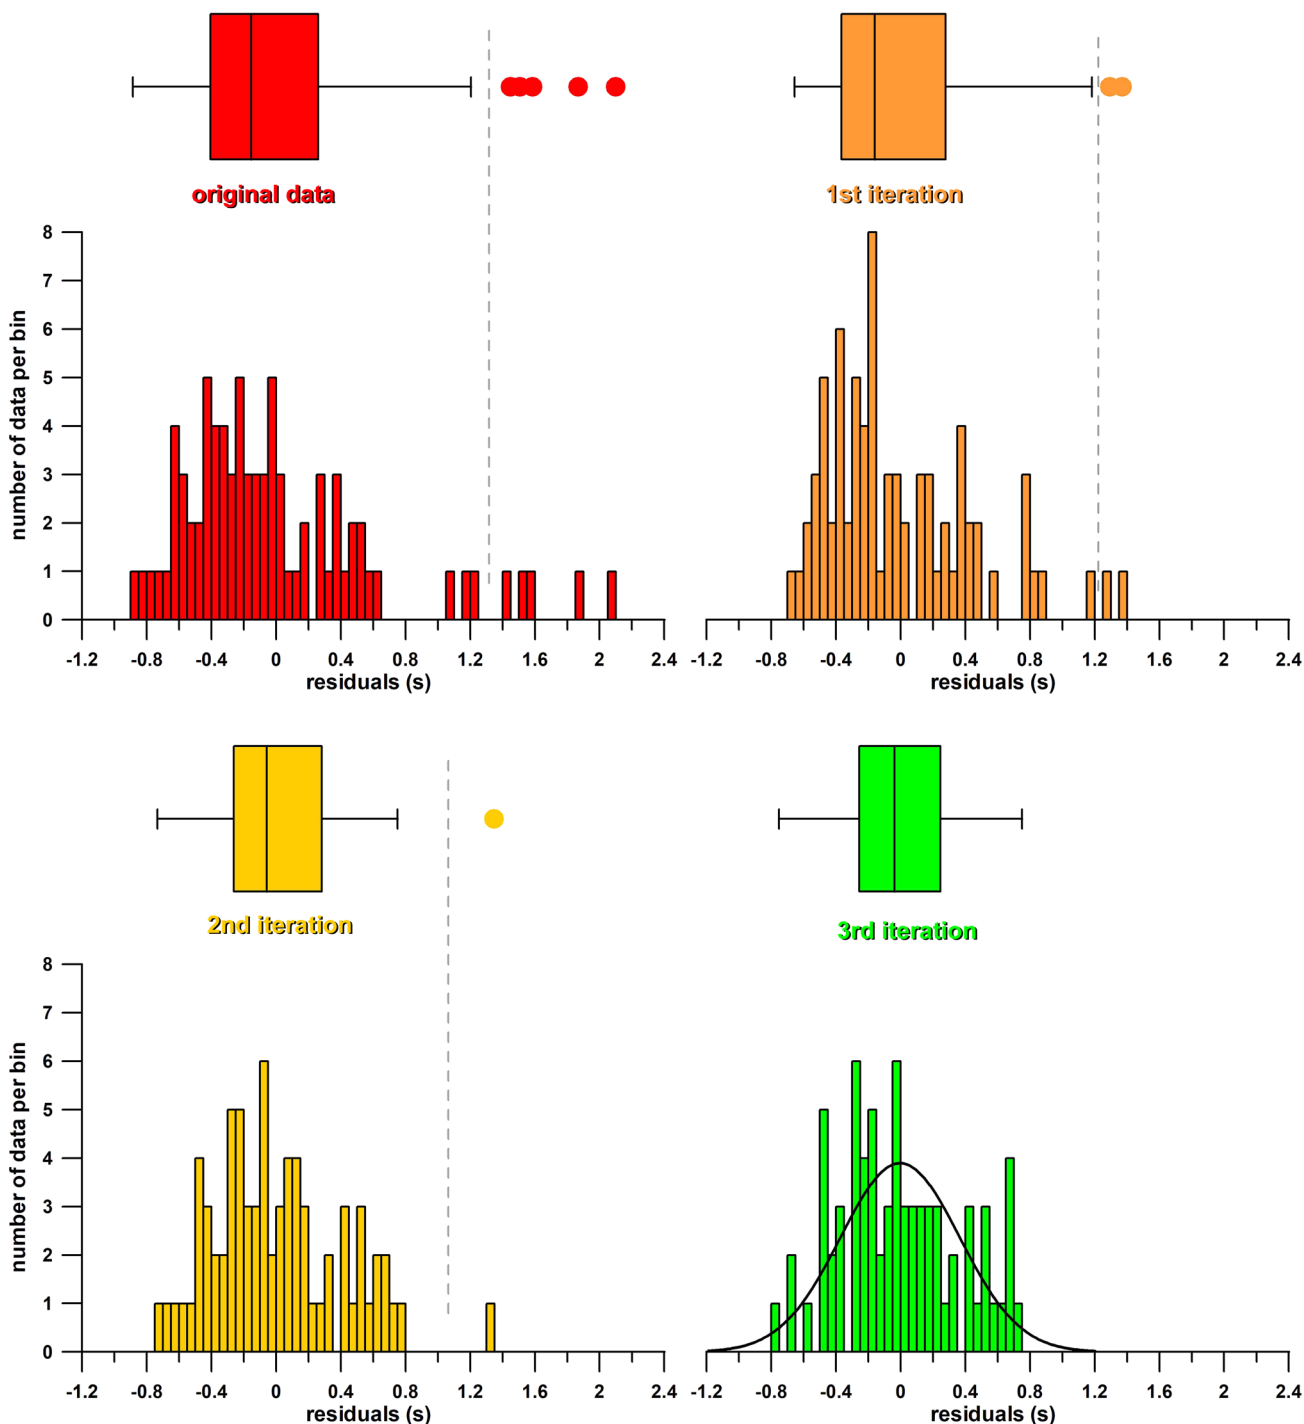 original data
1st iteration
8
7
6
5
4
3
2
1
0
number of data per bin
-1.2 -0.8 -0.4 0 0.4 0.8 1.2 1.6 2 2.4
residuals (s)
-1.2 -0.8 -0.4 0 0.4 0.8 1.2 1.6 2 2.4
residuals (s)
2nd iteration
3rd iteration
8
7
6
5
4
3
2
1
0
number of data per bin
-1.2 -0.8 -0.4 0 0.4 0.8 1.2 1.6 2 2.4
residuals (s)
-1.2 -0.8 -0.4 0 0.4 0.8 1.2 1.6 2 2.4
residuals (s)